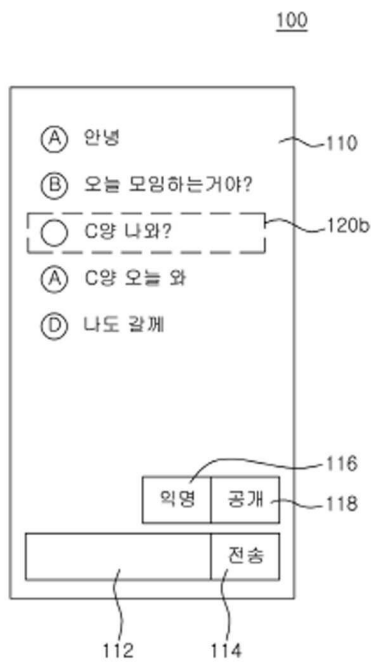 100
Ⓐ 안녕
110
Ⓑ 오늘 모임하는거야?
C양 나와?
120b
Ⓐ C양 오늘 와
Ⓓ 나도 갈께
116
익명 공개
118
전송
112 114